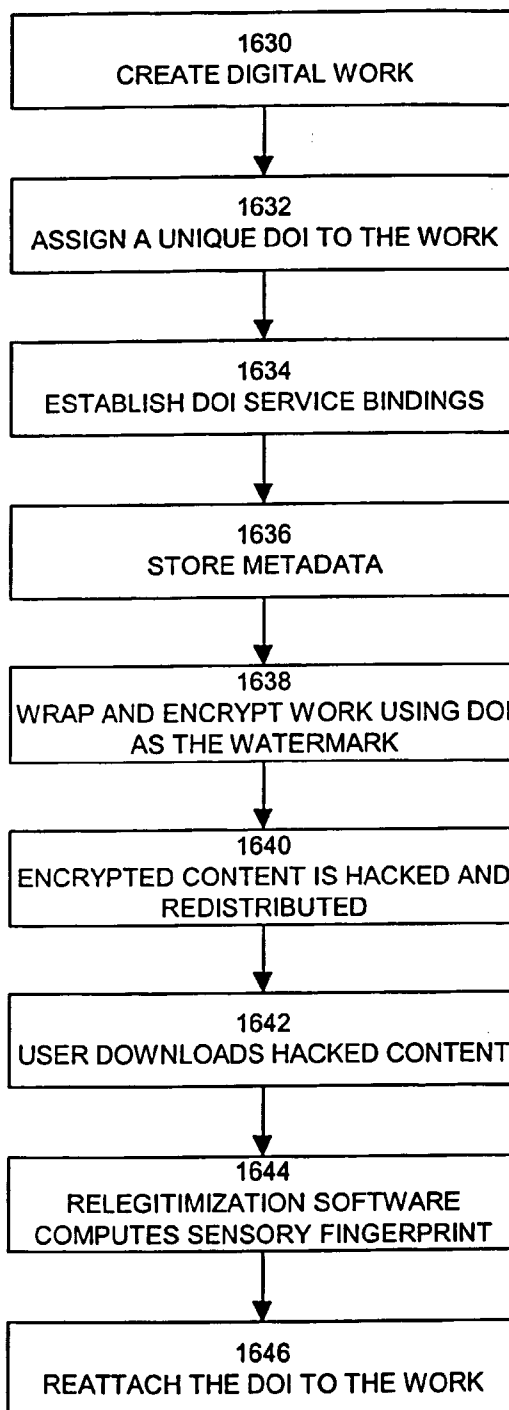 1630
CREATE DIGITAL WORK
1632
ASSIGN A UNIQUE DOI TO THE WORK
1634
ESTABLISH DOI SERVICE BINDINGS
1636
STORE METADATA
1638
WRAP AND ENCRYPT WORK USING DOI
AS THE WATERMARK
1640
ENCRYPTED CONTENT IS HACKED AND
REDISTRIBUTED
1642
USER DOWNLOADS HACKED CONTENT
1644
RELEGITIMIZATION SOFTWARE
COMPUTES SENSORY FINGERPRINT
1646
REATTACH THE DOI TO THE WORK